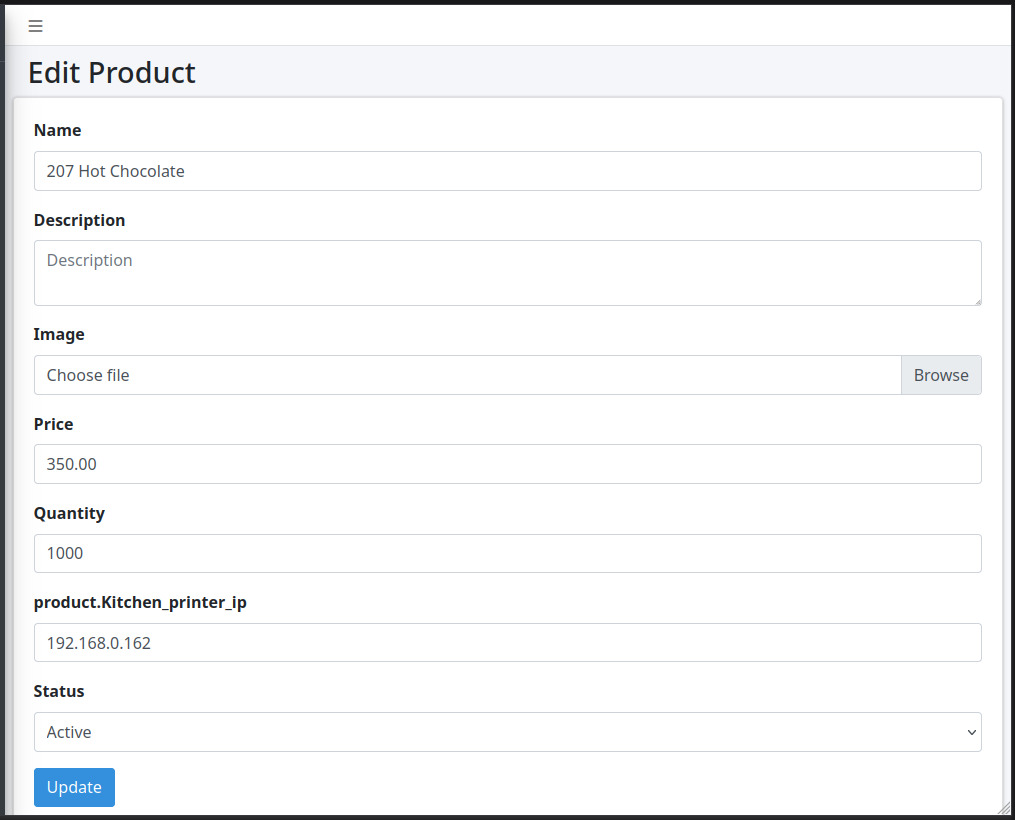 Edit Product
Name
207 Hot Chocolate
Description
Description
Image
Choose file
Browse
Price
350.00
Quantity
1000
product.Kitchen_printer_ip
192.168.0.162
Status
Active
Update